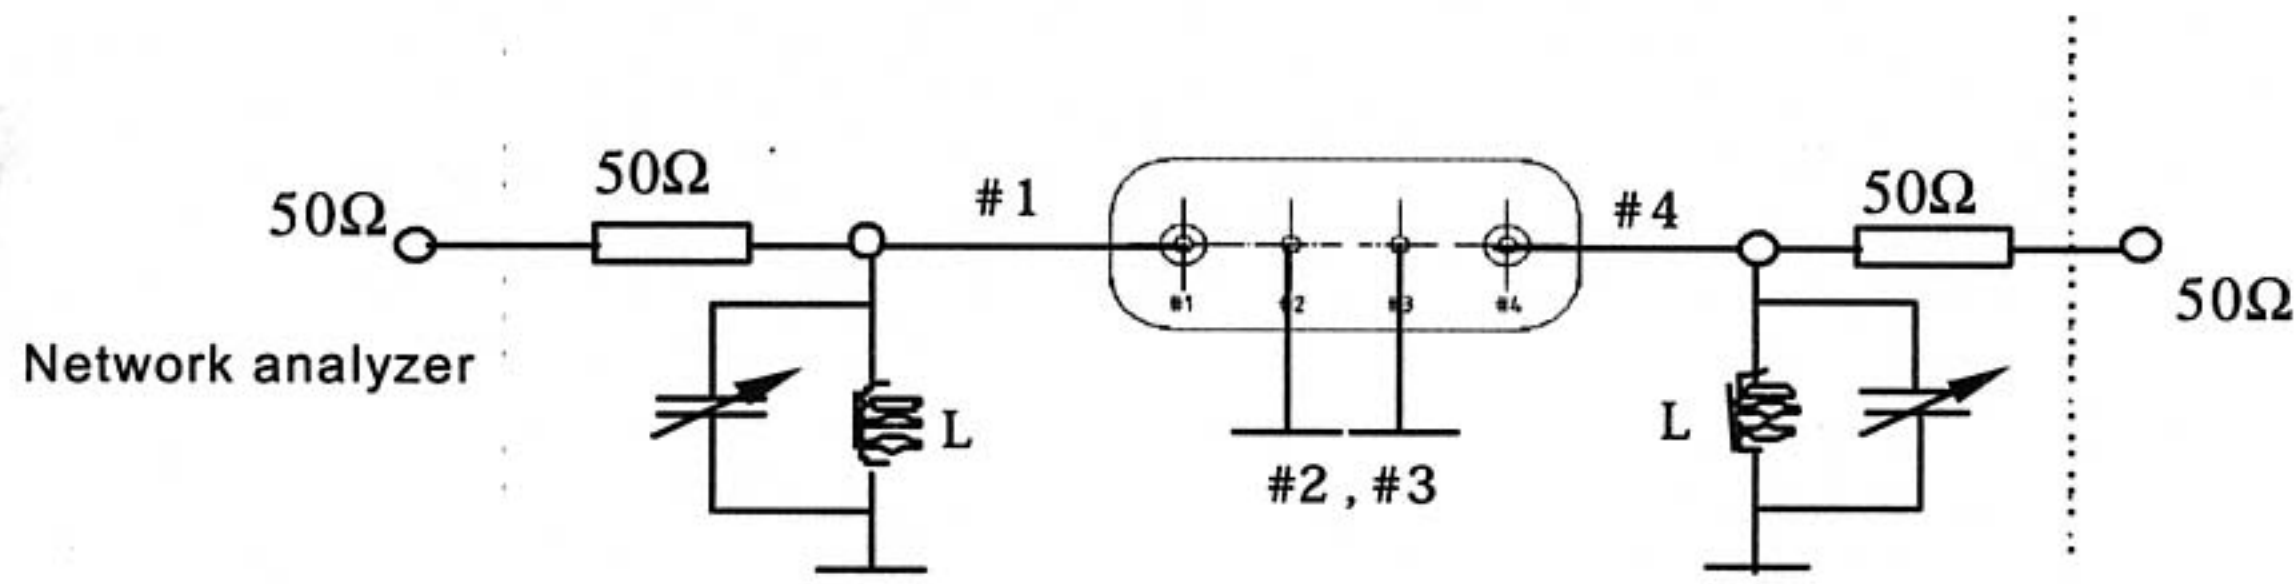 50Ω
50Ω
#1
#4
50Ω
50Ω
#1
#2
#3
#4
Network analyzer
L
L
#2 , #3